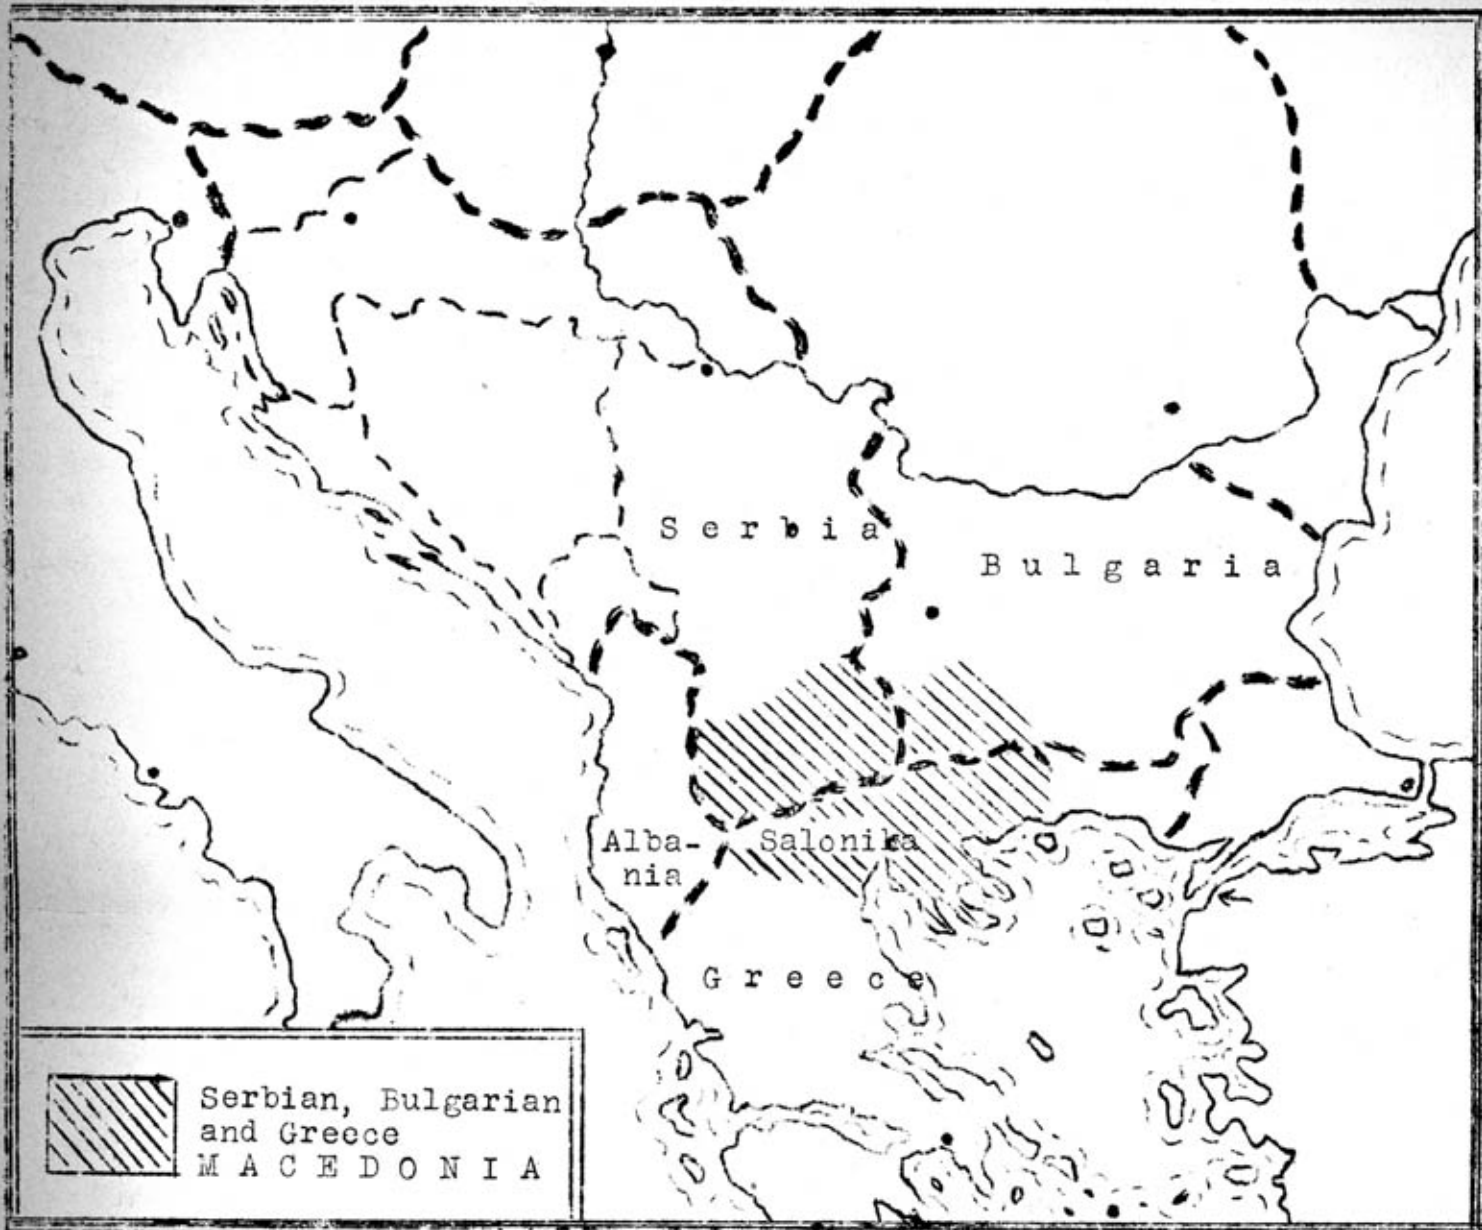 Serbia
Bulgaria
Alba-
nia
Salonika
Greece
Serbian, Bulgarian
and Greece
MACEDONIA